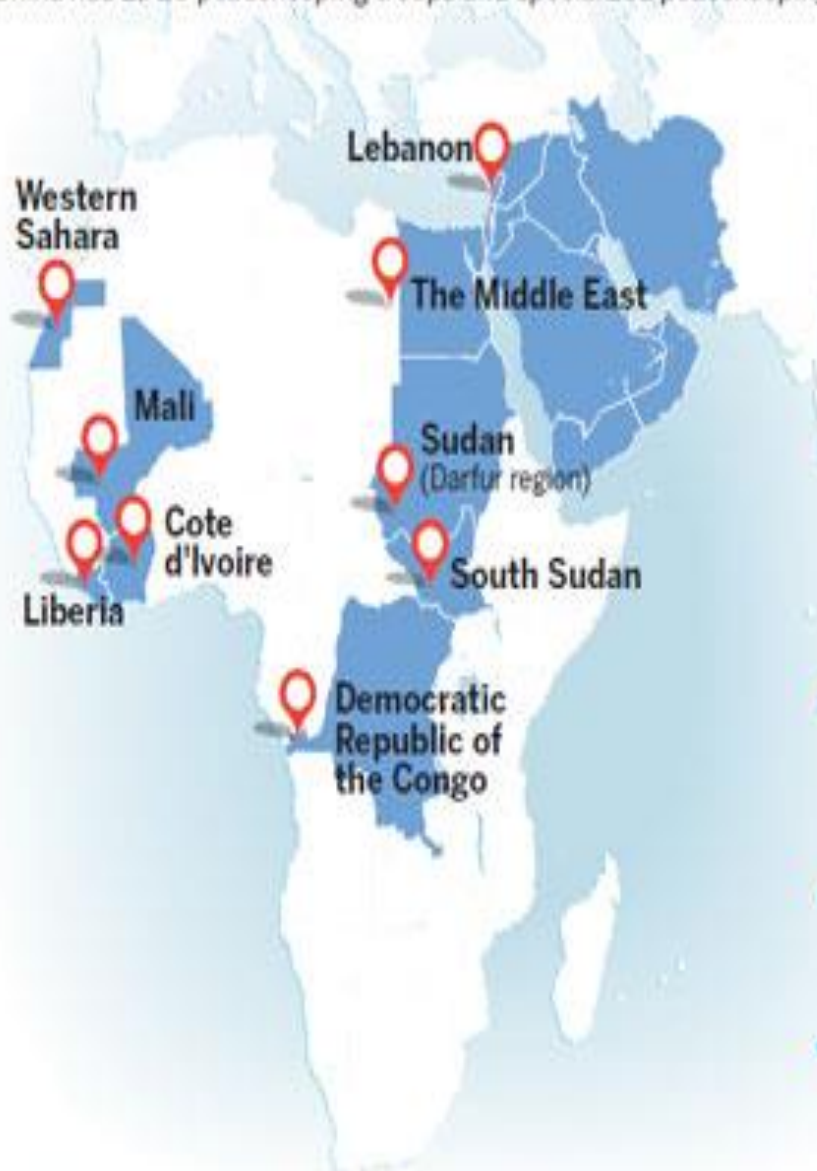 peacekeeping
Lebanon
Western
Sahara
The Middle East
Mali
Sudan
(Darfur region)
Cote
d'Ivoire
South Sudan
Liberia
Democratic
Republic of
the Congo